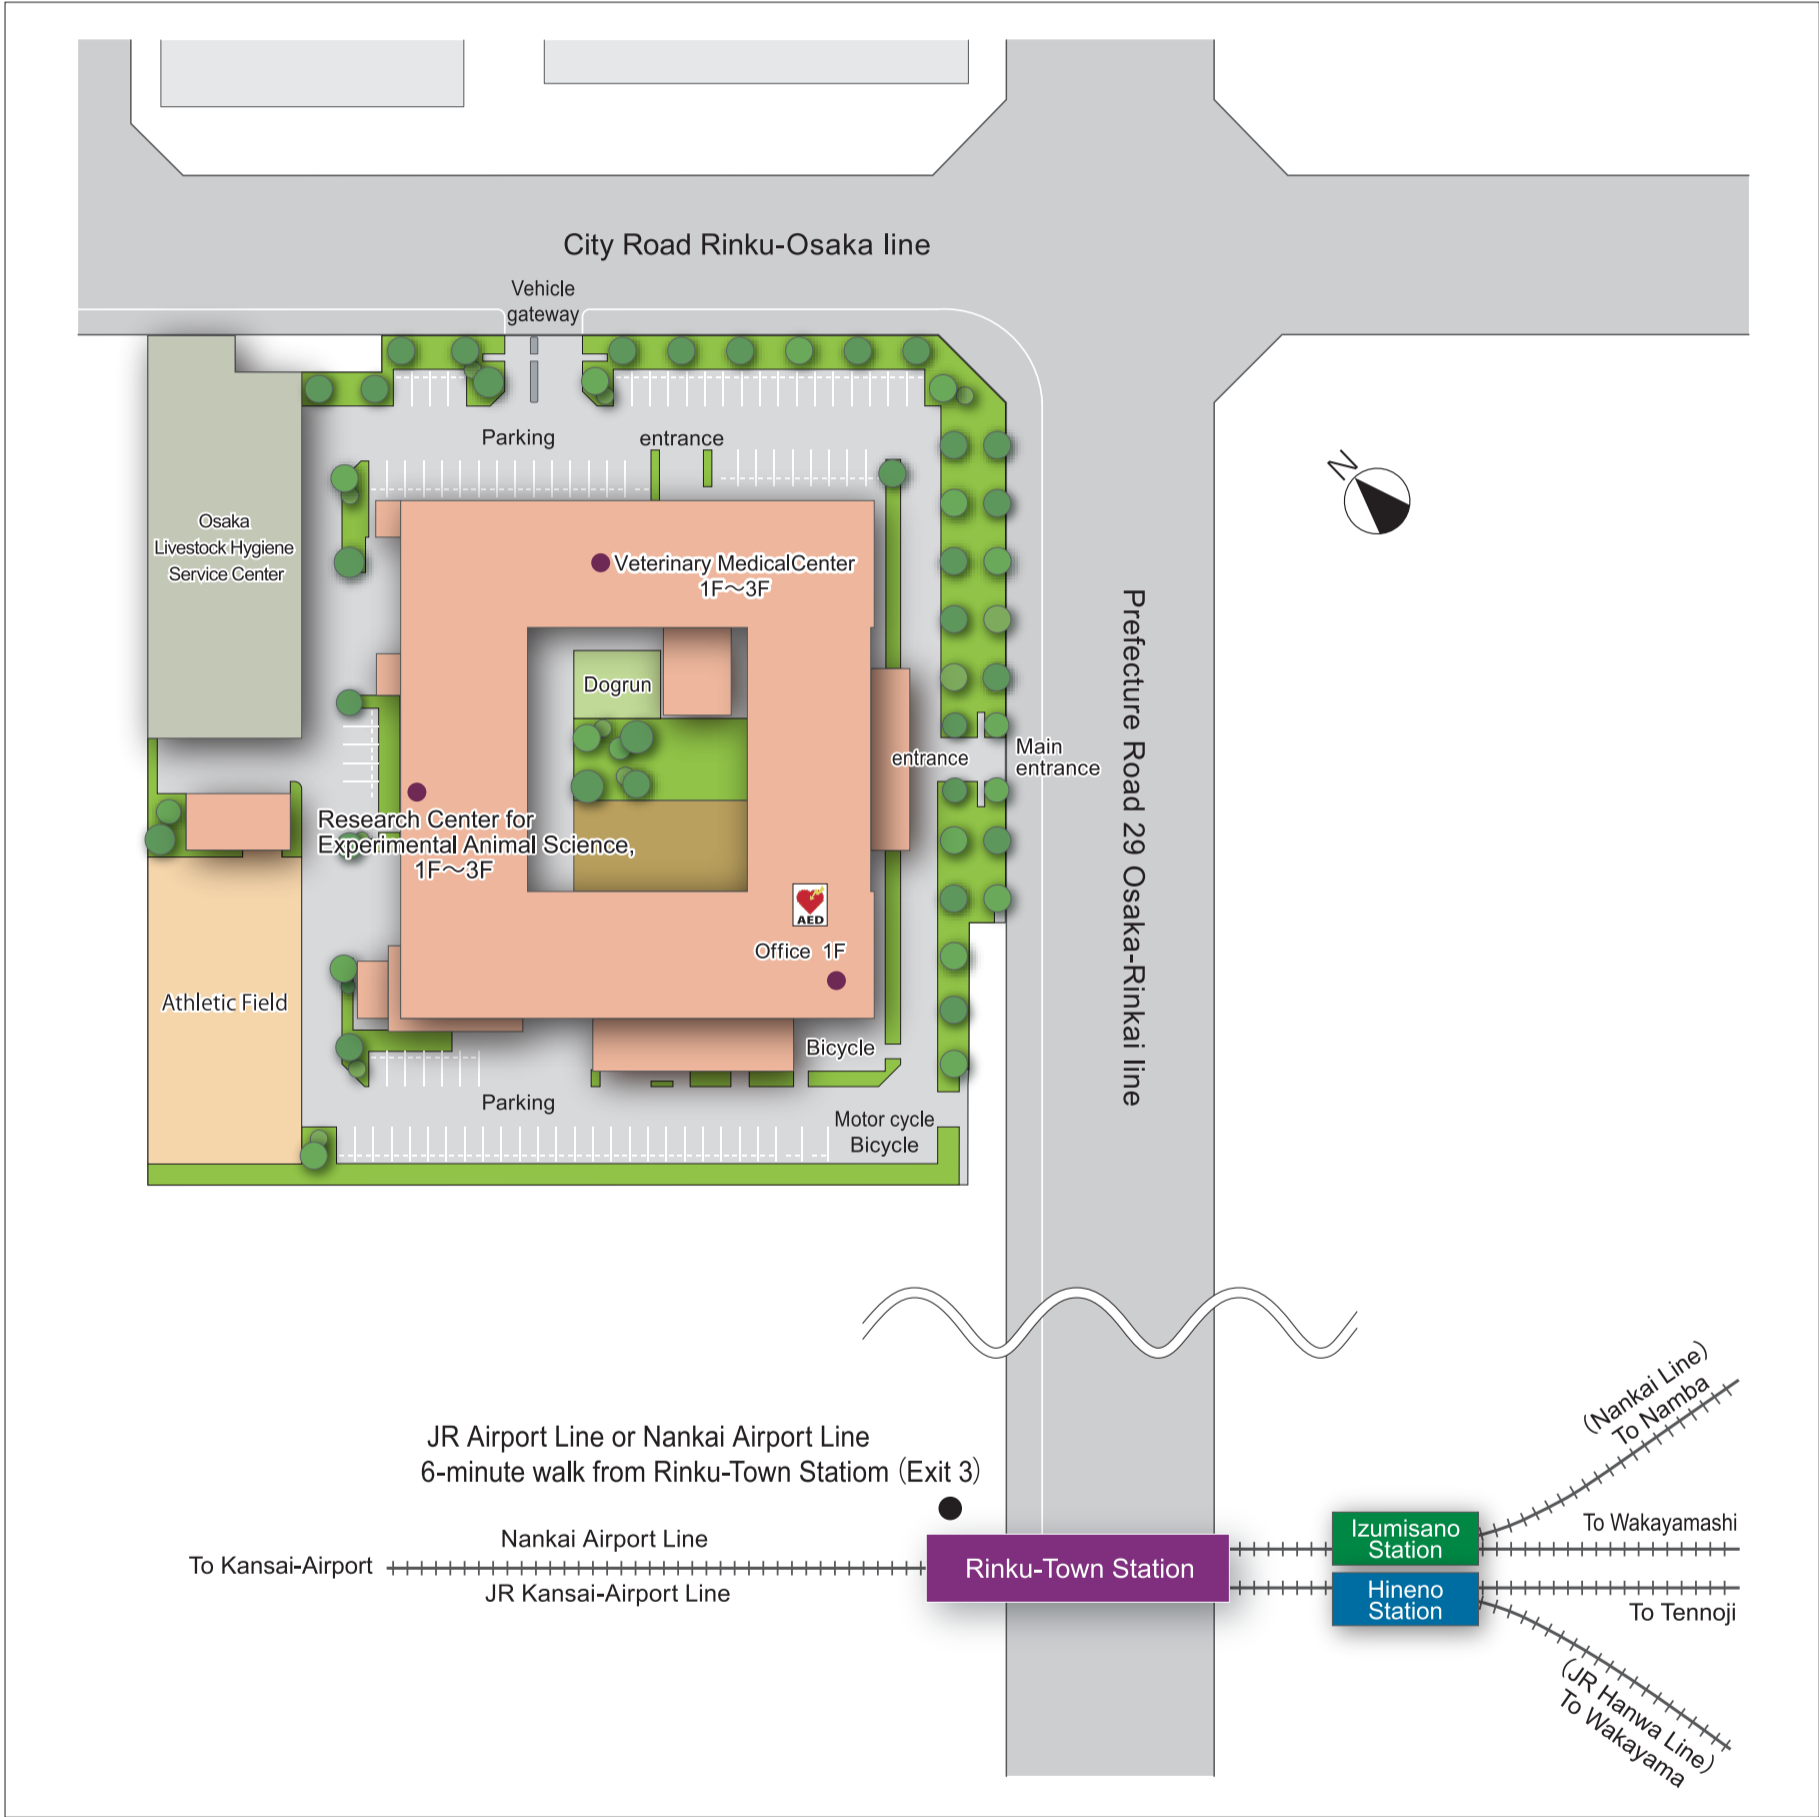 City Road Rinku-Osaka line
Vehicle
gateway
Parking
entrance
N
Osaka
Livestock Hygiene
Service Center
Veterinary MedicalCenter
1F～3F
Dogrun
Prefecture Road 29 Osaka-Rinkai line
entrance
Main
entrance
Research Center for
Experimental Animal Science,
1F～3F
AED
Office 1F
Athletic Field
Bicycle
Parking
Motor cycle
Bicycle
JR Airport Line or Nankai Airport Line
6-minute walk from Rinku-Town Statiom (Exit 3)
(Nankai Line)
To Namba
Nankai Airport Line
To Kansai-Airport
JR Kansai-Airport Line
Rinku-Town Station
Izumisano
Station
To Wakayamashi
Hineno
Station
To Tennoji
(JR Hanwa Line)
To Wakayama